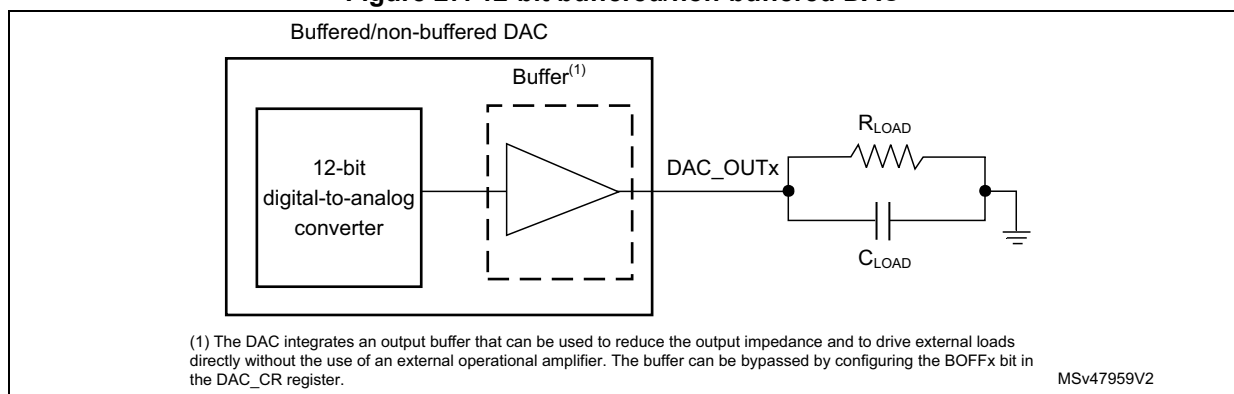 Buffered/non-buffered DAC
Buffer(1)
12-bit
digital-to-analog
converter
DAC_OUTx
RLOAD
CLOAD
(1) The DAC integrates an output buffer that can be used to reduce the output impedance and to drive external loads
directly without the use of an external operational amplifier. The buffer can be bypassed by configuring the BOFFx bit in
the DAC_CR register.
MSv47959V2